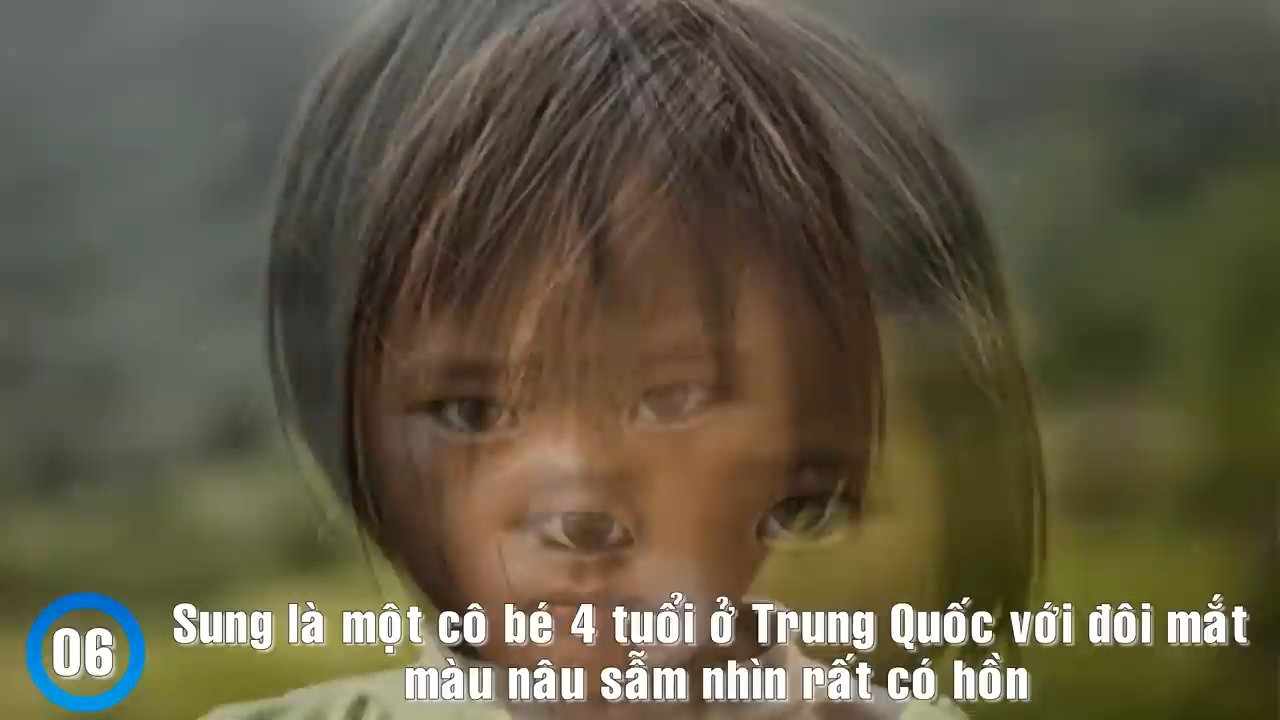 06
Sung là một cô bé 4 tuổi ở Trung Quốc với đôi mắt
màu nâu sẫm nhìn rất có hồn